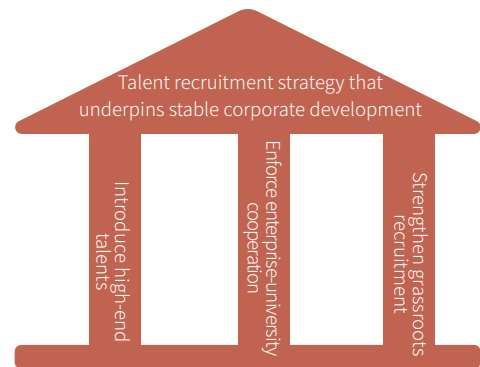 Talent recruitment strategy that
underpins stable corporate development
Introduce high-end
talents
Enforce enterprise-university
cooperation
Strengthen grassroots
recruitment